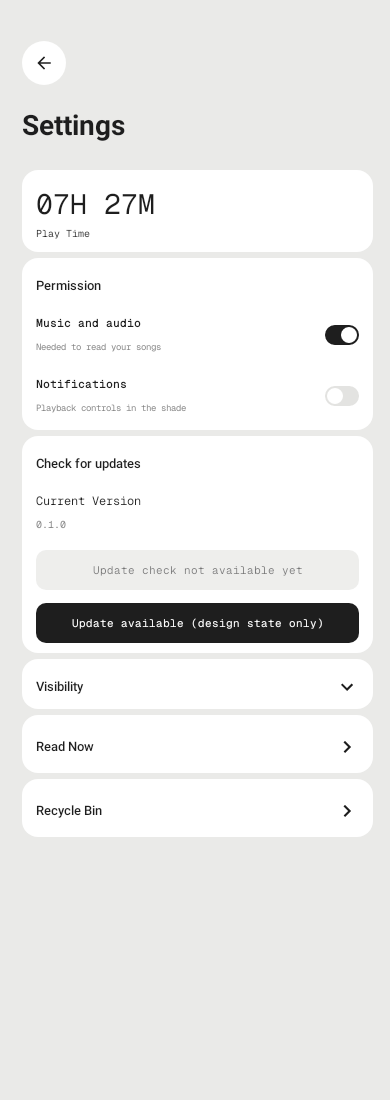 Settings
07H 27M
Play Time
Permission
Music and audio
Needed to read your songs
Notifications
Playback controls in the shade
Check for updates
Current Version
0.1.0
Update check not available yet
Update available (design state only)
Visibility
Read Now
Recycle Bin